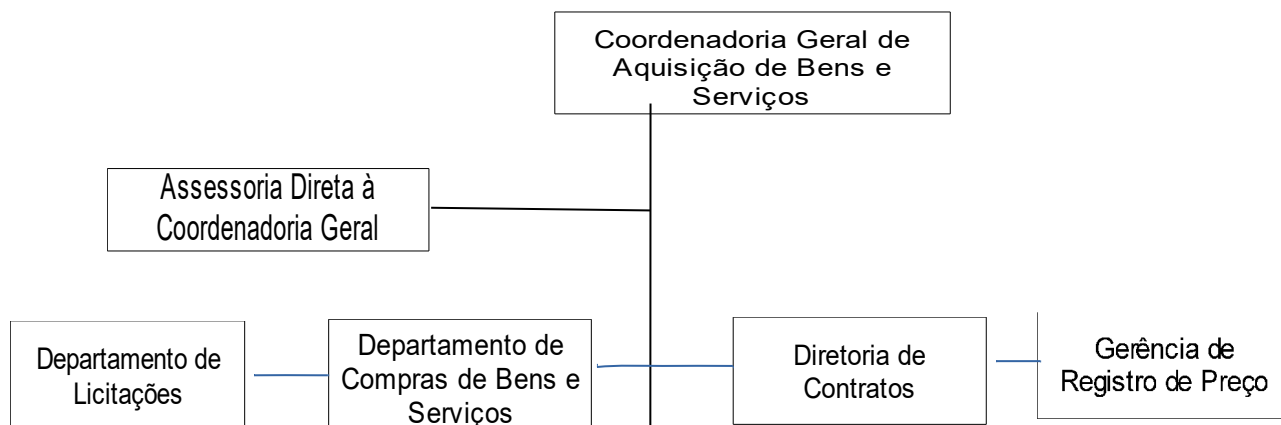 Coordenadoria Geral de
Aquisição de Bens e
Serviços
Assessoria Direta à
Coordenadoria Geral
Departamento de
Licitações
Departamento de
Compras de Bens e
Serviços
Diretoria de
Contratos
Gerência de
Registro de Preço